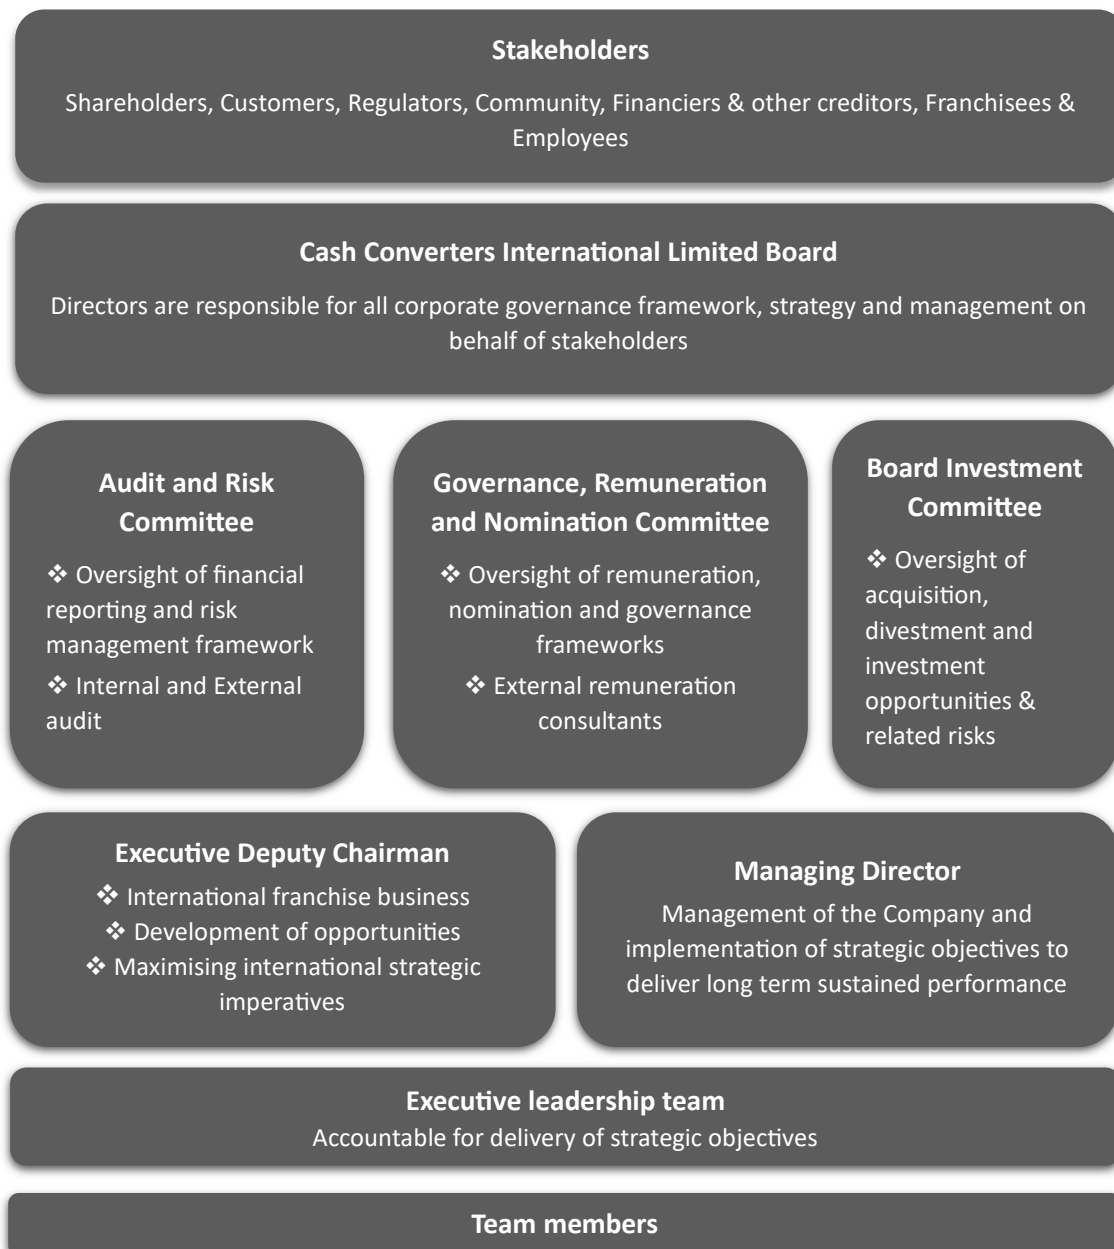 Stakeholders
Shareholders, Customers, Regulators, Community, Financiers & other creditors, Franchisees &
Employees
Cash Converters International Limited Board
Directors are responsible for all corporate governance framework, strategy and management on
behalf of stakeholders
Audit and Risk
Committee
❖ Oversight of financial
reporting and risk
management framework
❖ Internal and External
audit
Governance, Remuneration
and Nomination Committee
❖ Oversight of remuneration,
nomination and governance
frameworks
❖ External remuneration
consultants
Board Investment
Committee
❖ Oversight of
acquisition,
divestment and
investment
opportunities &
related risks
Executive Deputy Chairman
❖ International franchise business
❖ Development of opportunities
❖ Maximising international strategic
imperatives
Managing Director
Management of the Company and
implementation of strategic objectives to
deliver long term sustained performance
Executive leadership team
Accountable for delivery of strategic objectives
Team members